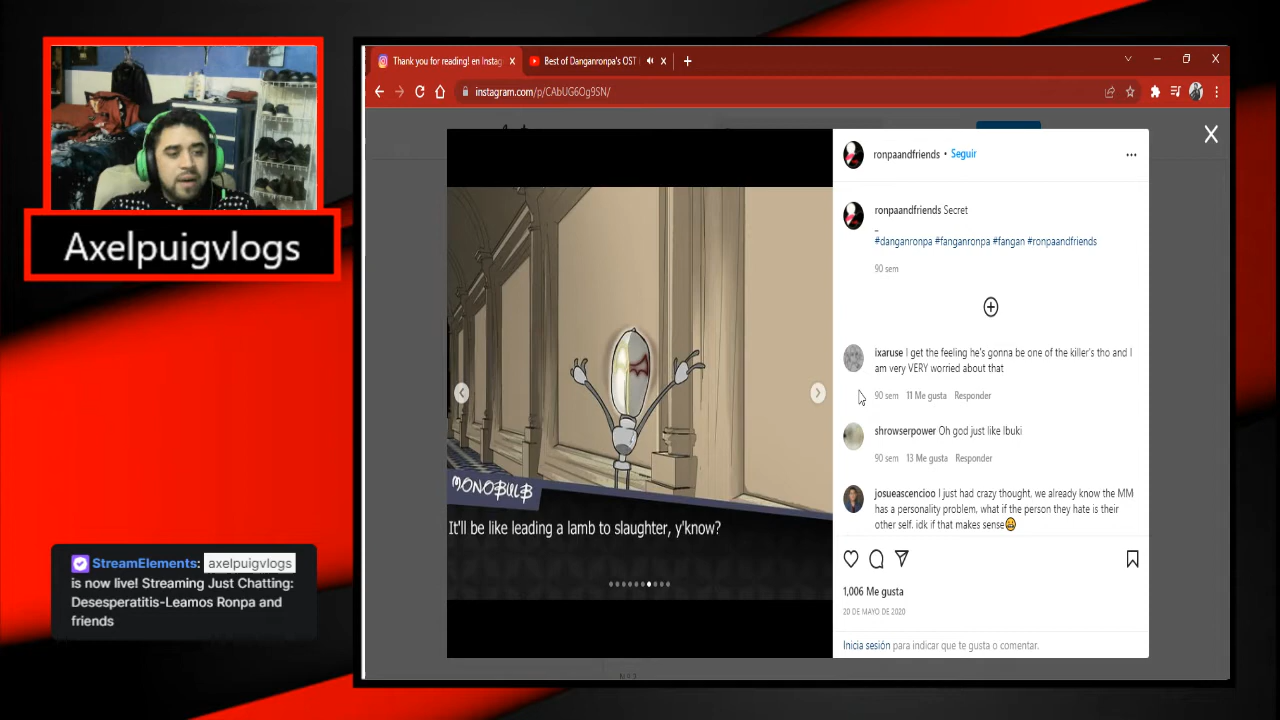 Thank you for reading! en Instag
Best of Danganronpa's OST
instagram.com/p/CAbUG6Og9SN/
Axelpuigvlogs
StreamElements: axelpuigvlogs
is now live! Streaming Just Chatting:
Desesperatitis-Leamos Ronpa and
friends
MONOBULB
It'll be like leading a lamb to slaughter, y'know?
ronpaandfriends • Seguir
ronpaandfriends Secret
_
#danganronpa #fanganronpa #fangan #ronpaandfriends
90 sem
ixaruse I get the feeling he's gonna be one of the killer's tho and I
am very VERY worried about that
90 sem 11 Me gusta Responder
shrowserpower Oh god just like Ibuki
90 sem 13 Me gusta Responder
josueascencioo I just had crazy thought, we already know the MM
has a personality problem, what if the person they hate is their
other self. idk if that makes sense😅
1,006 Me gusta
20 DE MAYO DE 2020
Inicia sesión para indicar que te gusta o comentar.